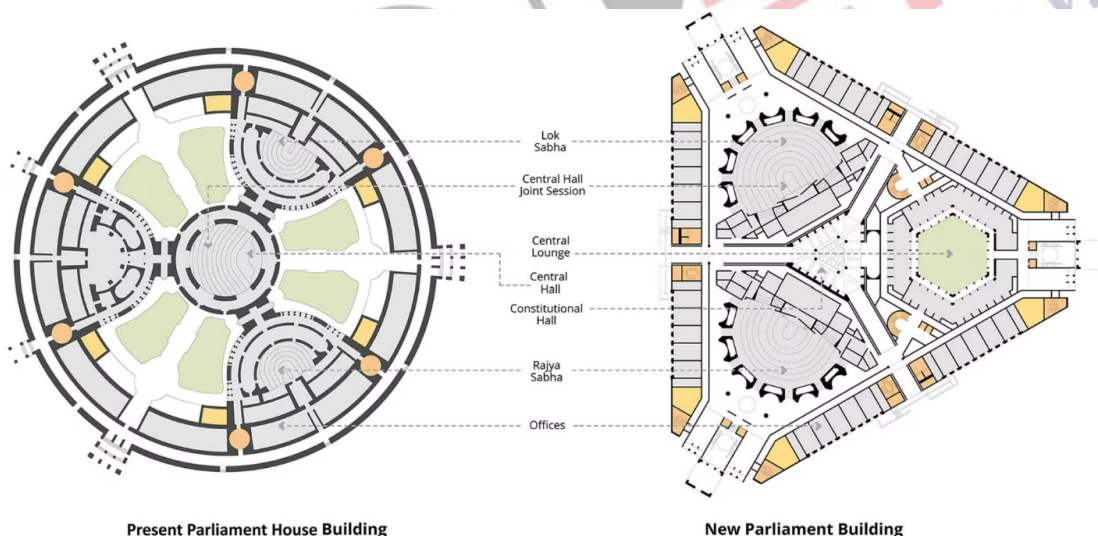 Lok
Sabha
Central Hall
Joint Session
Central
Lounge
Central
Hall
Constitutional
Hall
Rajya
Sabha
Offices
Present Parliament House Building
New Parliament Building